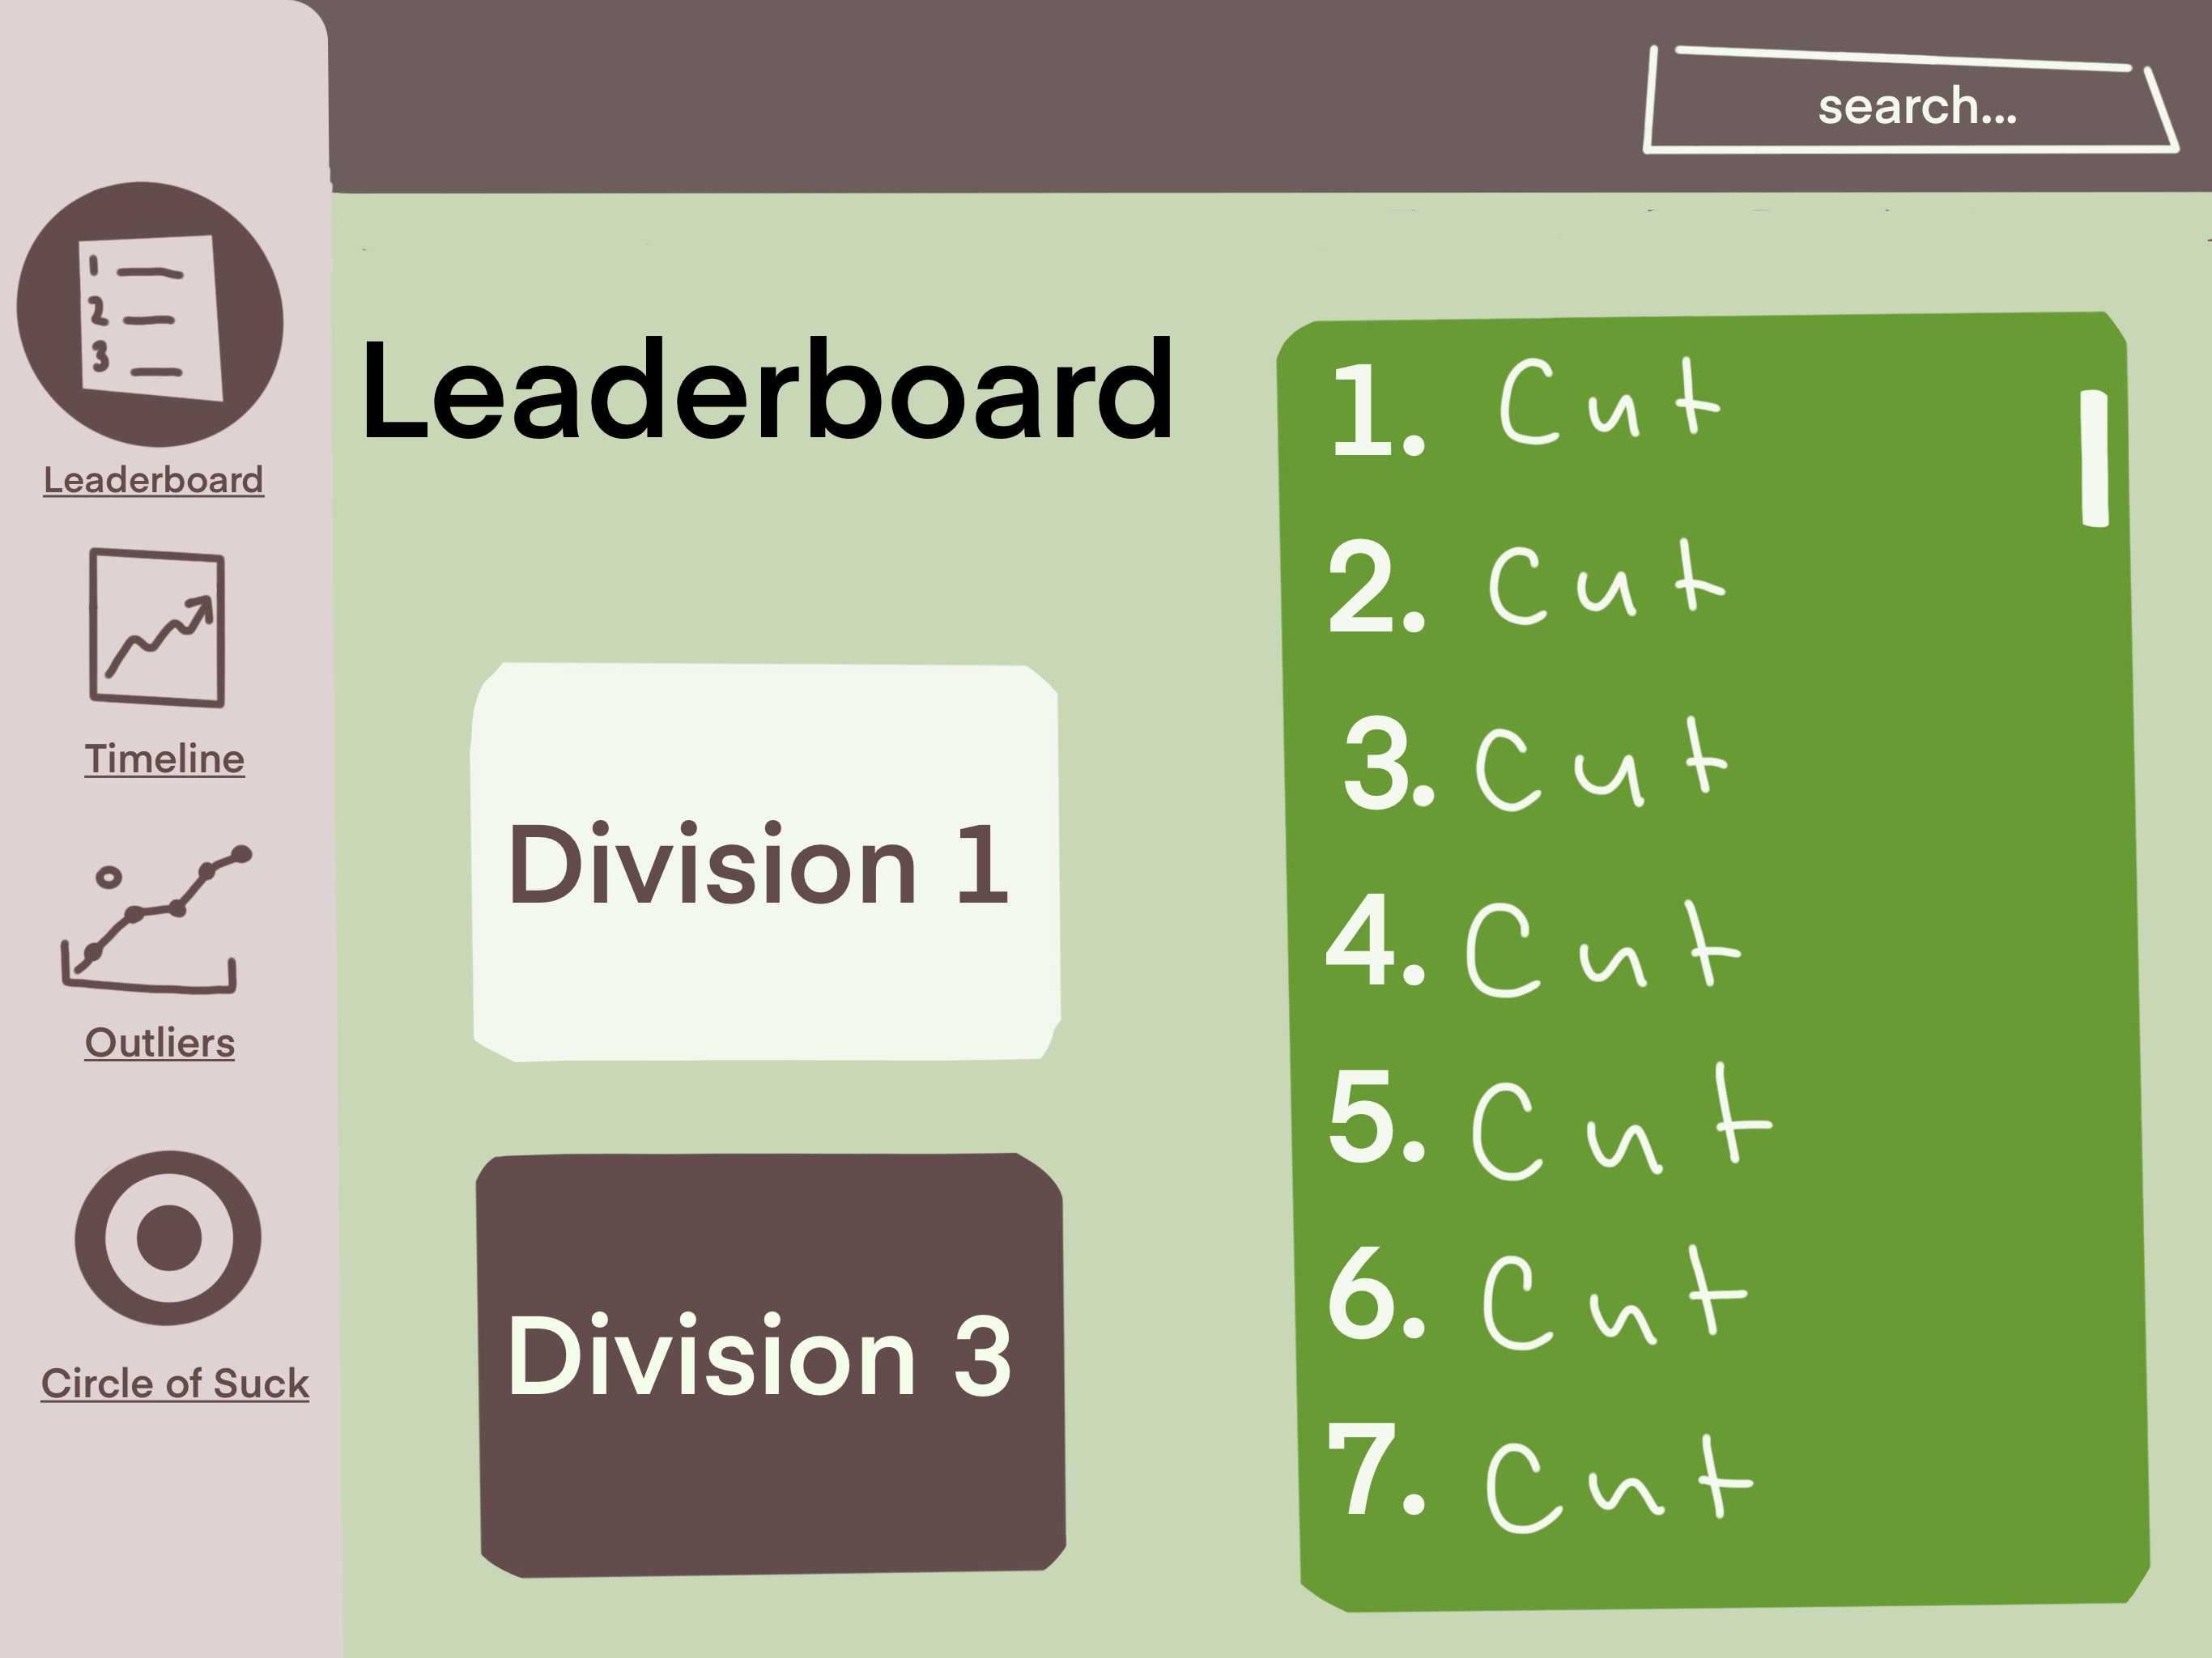 search...
1
2
3
Leaderboard
Timeline
Outliers
Circle of Suck
Leaderboard
Division 1
Division 3
1. Cut
2. Cut
3. Cut
4. Cut
5. Cut
6. Cut
7. Cut